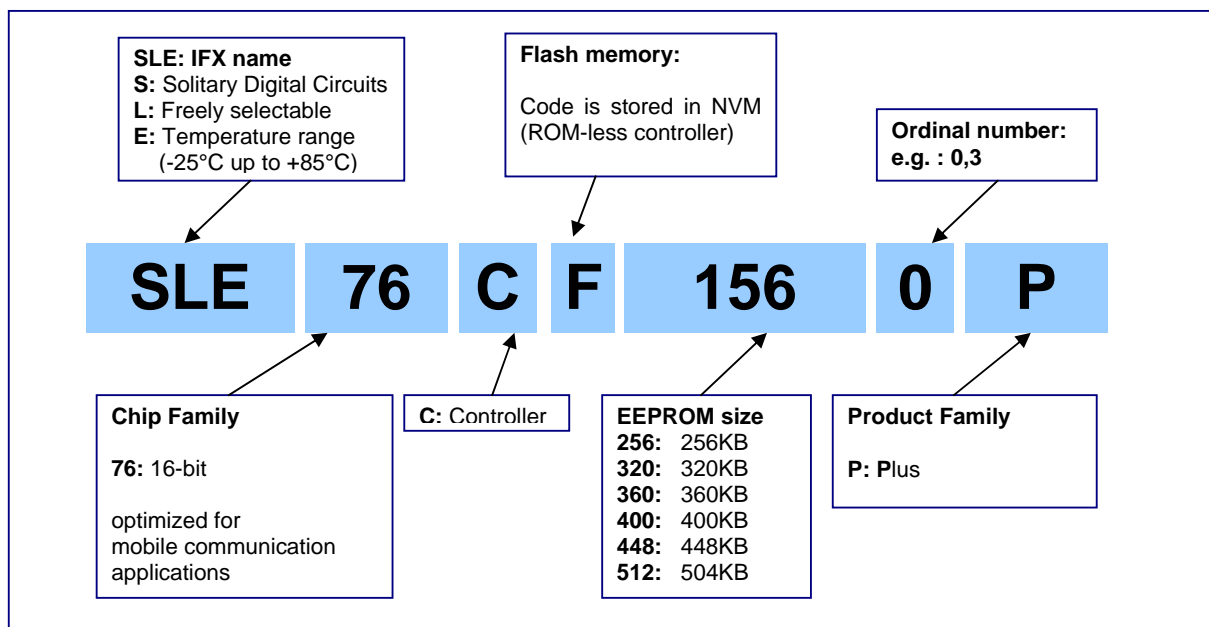 SLE: IFX name
S: Solitary Digital Circuits
L: Freely selectable
E: Temperature range
(-25°C up to +85°C)
Flash memory:
Code is stored in NVM
(ROM-less controller)
Ordinal number:
e.g. : 0,3
SLE 76 C F 156 0 P
Chip Family
76: 16-bit
optimized for
mobile communication
applications
C: Controller
EEPROM size
256: 256KB
320: 320KB
360: 360KB
400: 400KB
448: 448KB
512: 504KB
Product Family
P: Plus